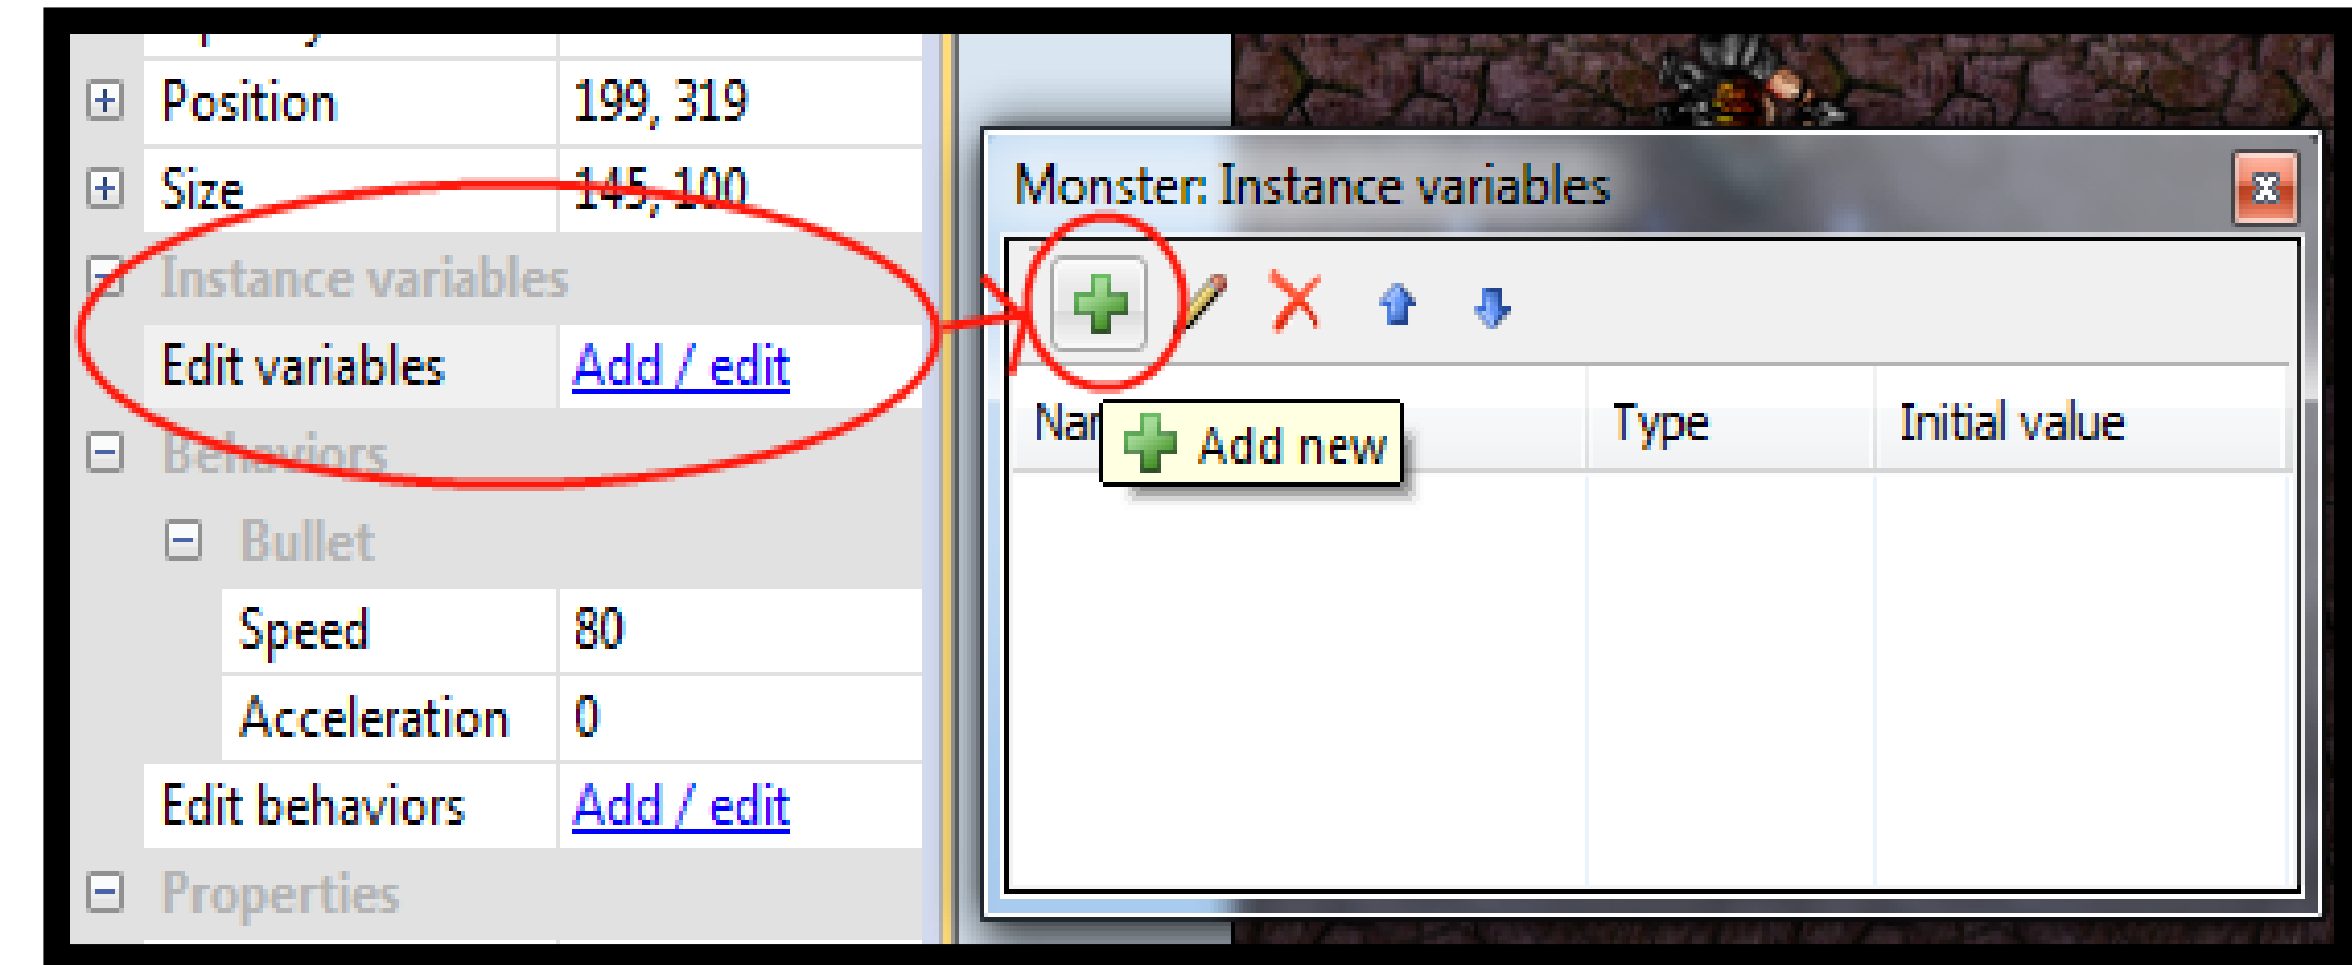 Position 199, 319
Size 145, 100
Instance variables
Edit variables Add / edit
Behaviors
Bullet
Speed 80
Acceleration 0
Edit behaviors Add / edit
Properties
Monster: Instance variables
Type Initial value
Add new